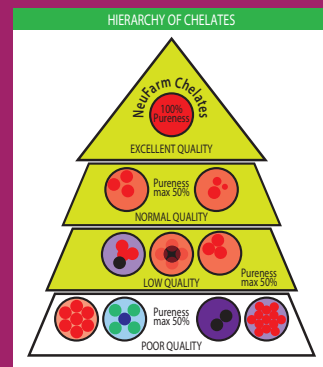 HIERARCHY OF CHELATES
NeuFarm Chelates
100%
Pureness
EXCELLENT QUALITY
Pureness
max 50%
NORMAL QUALITY
LOW QUALITY
Pureness
max 50%
Pureness
max 50%
POOR QUALITY